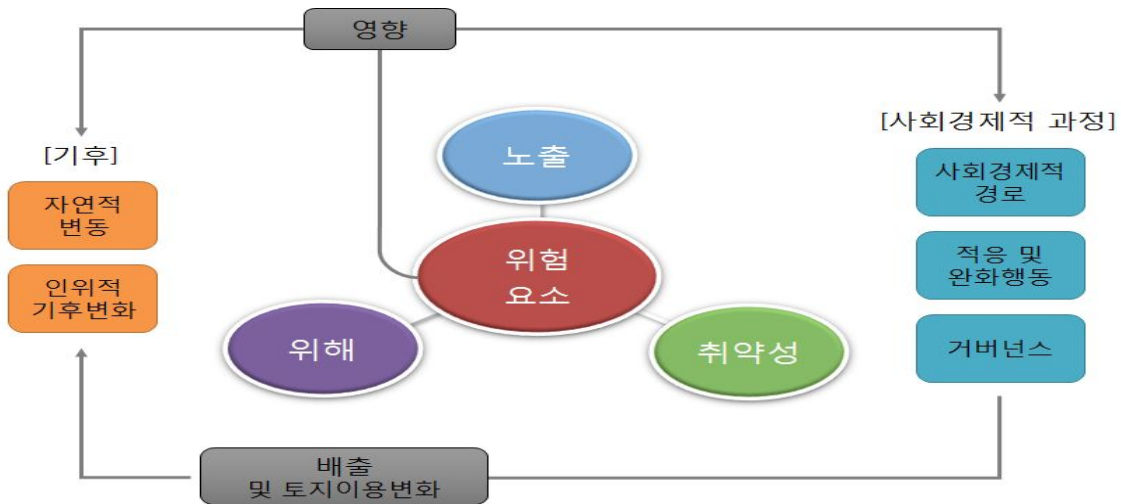 영향
[기후]
자연적
변동
인위적
기후변화
노출
위험
요소
위해
취약성
[사회경제적 과정]
사회경제적
경로
적응 및
완화행동
거버넌스
배출
및 토지이용변화